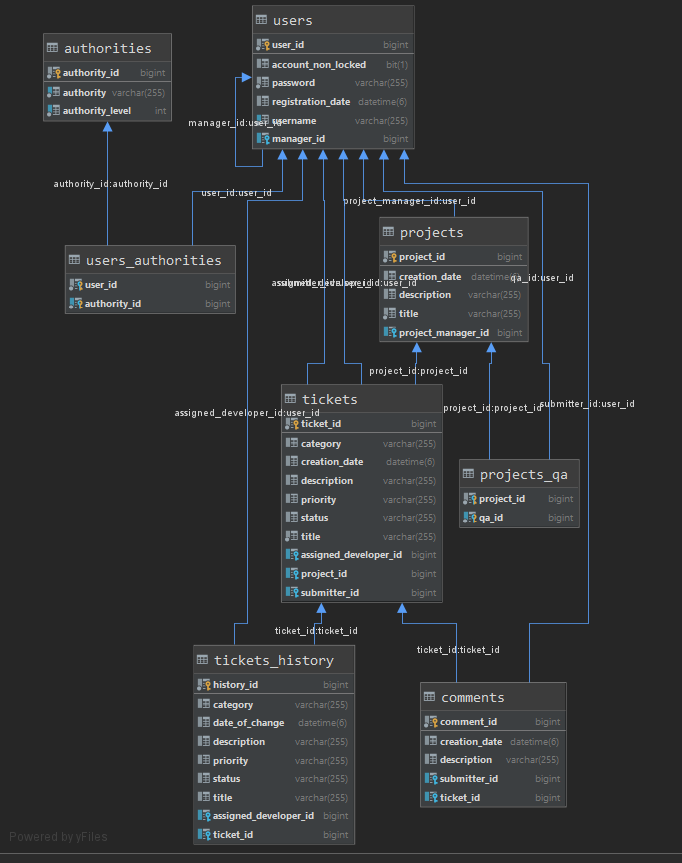 users
user_id bigint
account_non_locked bit(1)
password varchar(255)
registration_date datetime(6)
username varchar(255)
manager_id bigint
authorities
authority_id bigint
authority varchar(255)
authority_level int
manager_id:user_id
authority_id:authority_id
user_id:user_id
project_manager_id:user_id
users_authorities
user_id bigint
authority_id bigint
projects
project_id bigint
creation_date datetime(6)
description varchar(255)
title varchar(255)
project_manager_id bigint
qa_id:user_id
project_id:project_id
tickets
ticket_id bigint
category varchar(255)
creation_date datetime(6)
description varchar(255)
priority varchar(255)
status varchar(255)
title varchar(255)
assigned_developer_id bigint
project_id bigint
submitter_id bigint
assigned_developer_id:user_id
project_id:project_id
submitter_id:user_id
projects_qa
project_id bigint
qa_id bigint
ticket_id:ticket_id
ticket_id:ticket_id
tickets_history
history_id bigint
category varchar(255)
date_of_change datetime(6)
description varchar(255)
priority varchar(255)
status varchar(255)
title varchar(255)
assigned_developer_id bigint
ticket_id bigint
comments
comment_id bigint
creation_date datetime(6)
description varchar(255)
submitter_id bigint
ticket_id bigint
Powered by yFiles